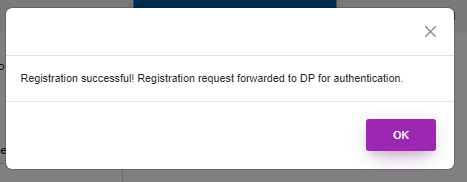 Registration successful! Registration request forwarded to DP for authentication.
OK